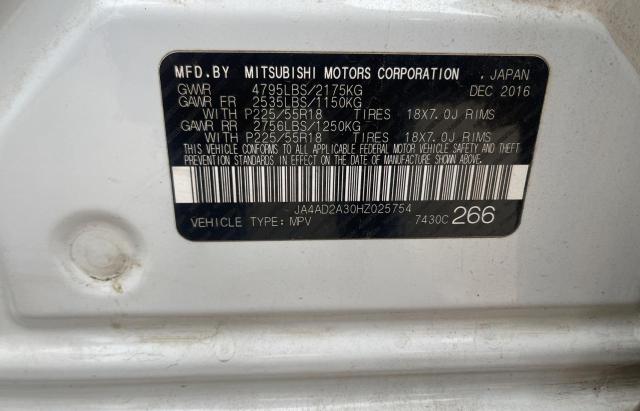 MFD.BY MITSUBISHI MOTORS CORPORATION , JAPAN
GVWR 4795LBS/2175KG DEC 2016
GAWR FR 2535LBS/1150KG
WITH P225/55R18 TIRES 18X7.0J RIMS
GAWR RR 2756LBS/1250KG
WITH P225/55R18 TIRES 18X7.0J RIMS
THIS VEHICLE CONFORMS TO ALL APPLICABLE FEDERAL MOTOR VEHICLE SAFETY AND THEFT
PREVENTION STANDARDS IN EFFECT ON THE DATE OF MANUFACTURE SHOWN ABOVE.
JA4AD2A30HZ025754
VEHICLE TYPE: MPV 7430C 266